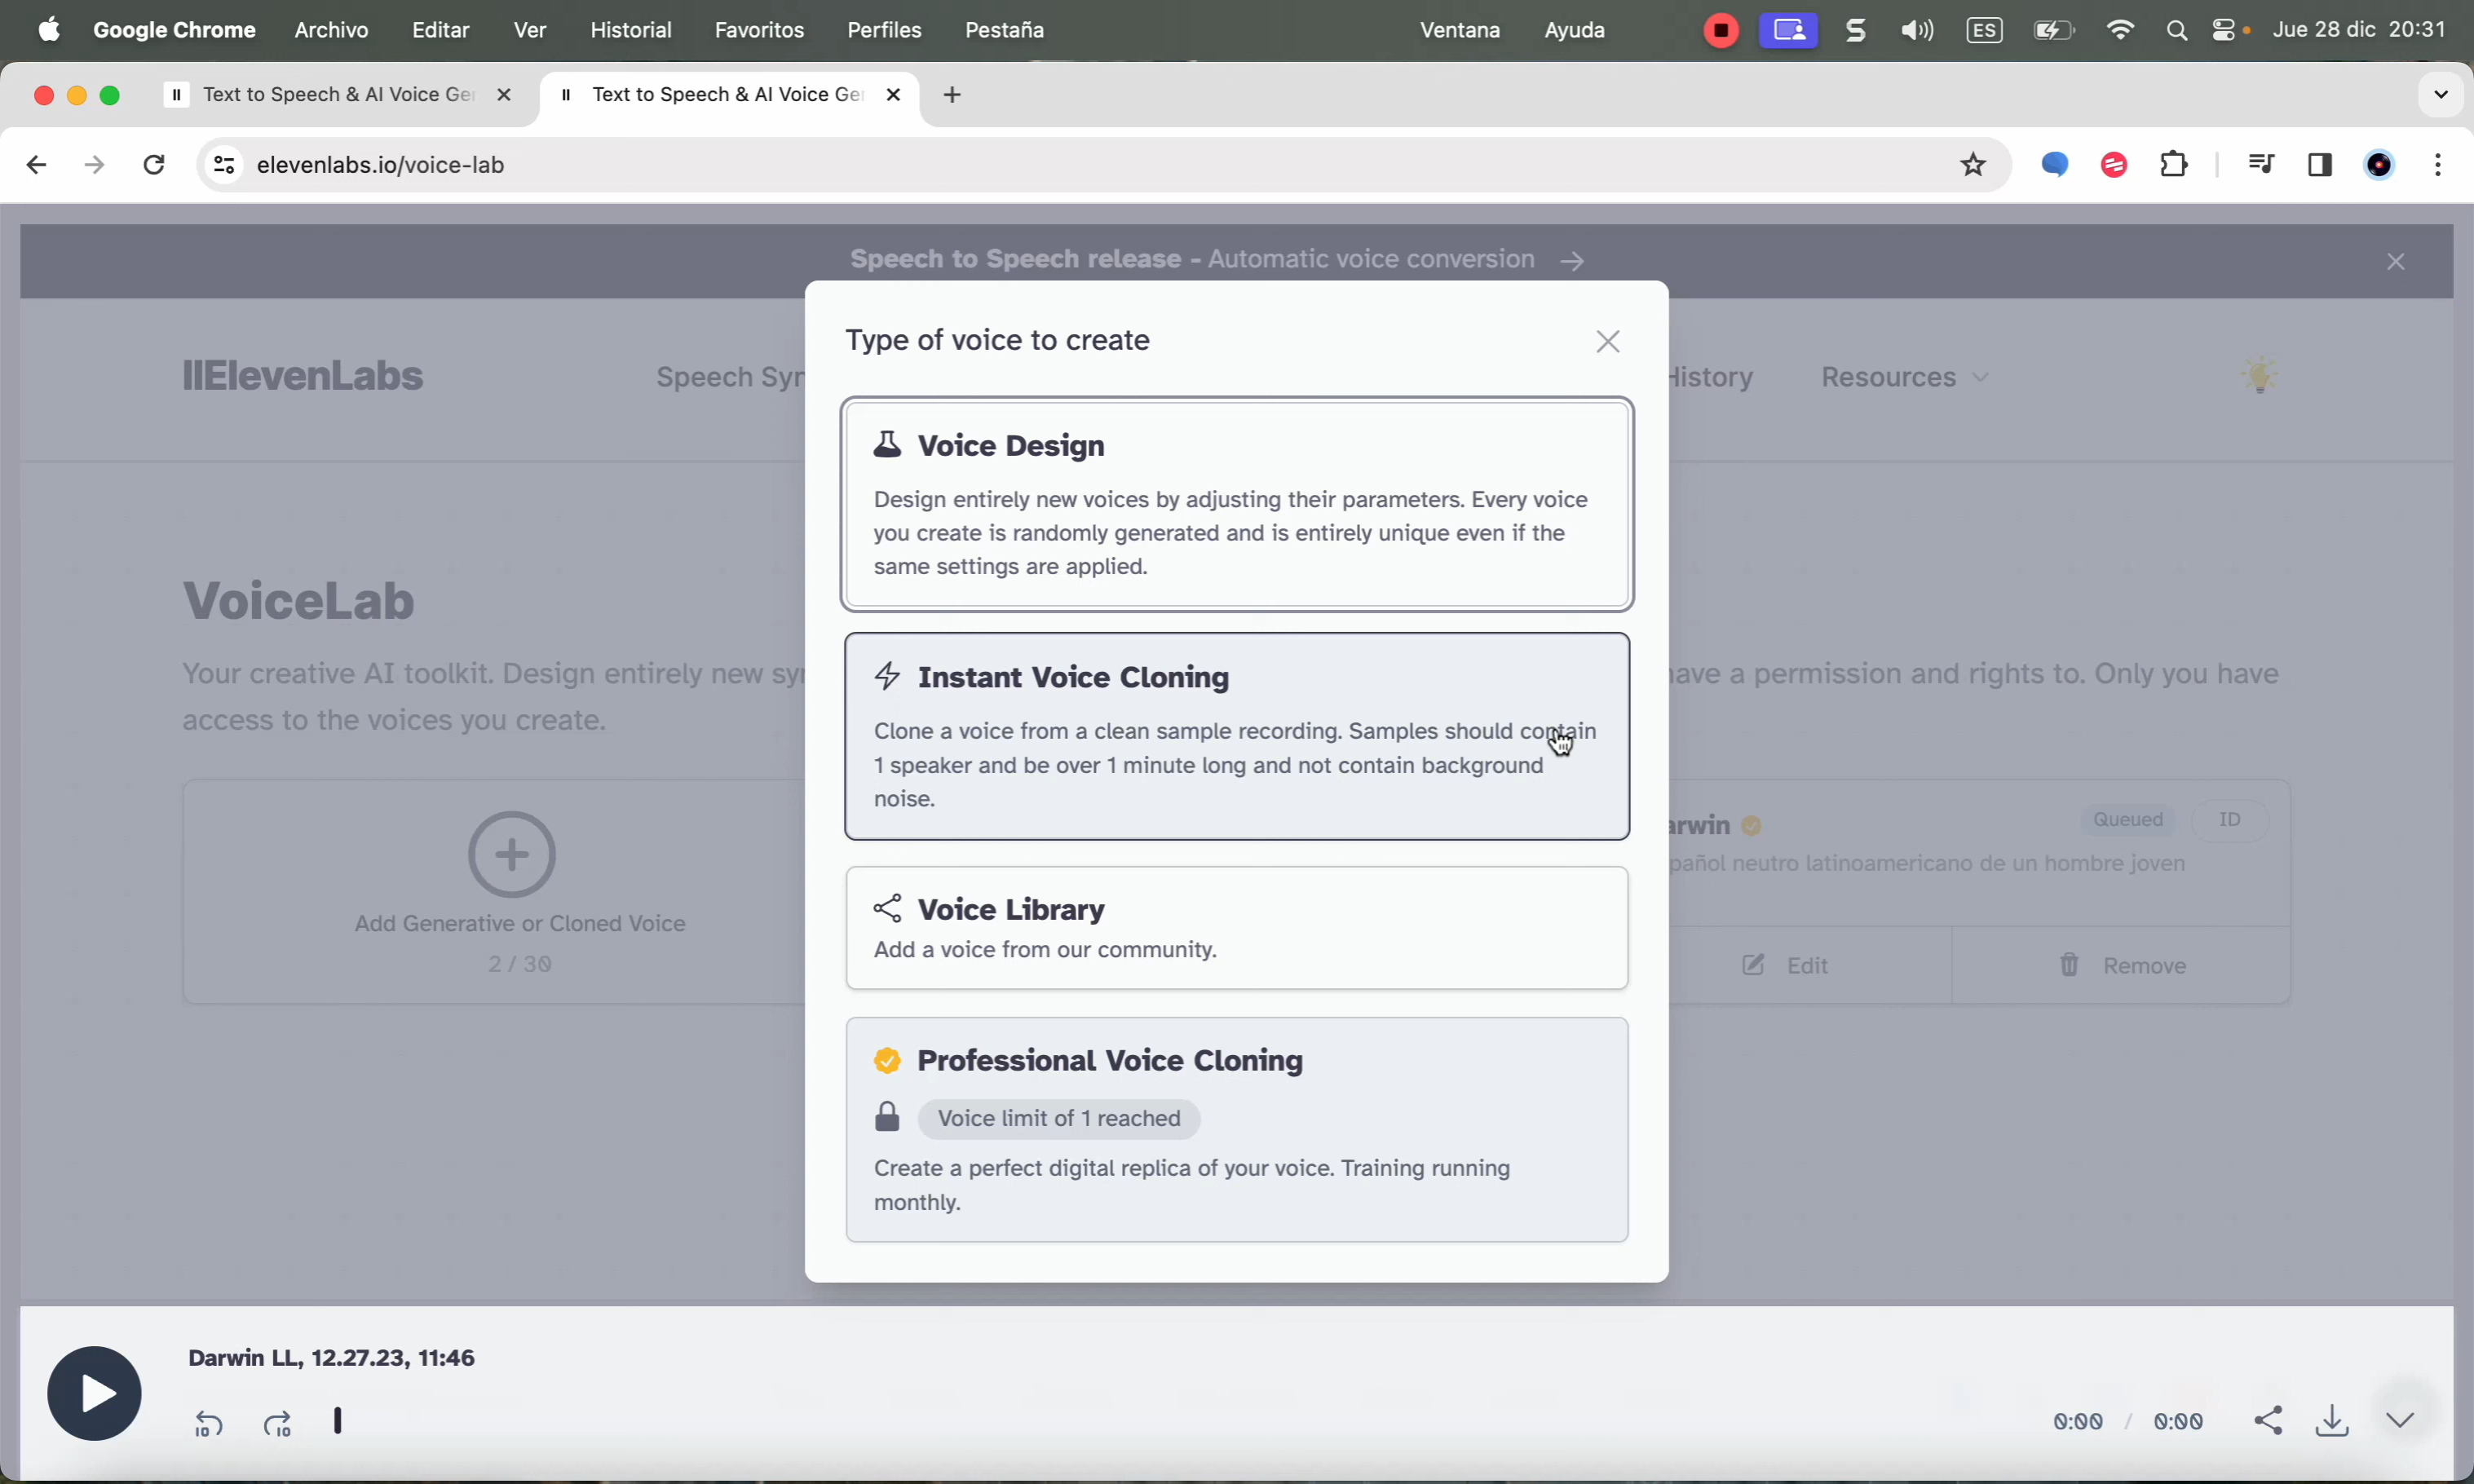 Google Chrome Archivo Editar Ver Historial Favoritos Perfiles Pestaña Ventana Ayuda ES Jue 28 dic 20:31
Text to Speech & AI Voice Ge Text to Speech & AI Voice Ge
elevenlabs.io/voice-lab
Speech to Speech release - Automatic voice conversion →
IIElevenLabs Speech Syn History Resources
Type of voice to create
Voice Design
Design entirely new voices by adjusting their parameters. Every voice
you create is randomly generated and is entirely unique even if the
same settings are applied.
Instant Voice Cloning
Clone a voice from a clean sample recording. Samples should contain
1 speaker and be over 1 minute long and not contain background
noise.
Voice Library
Add a voice from our community.
Professional Voice Cloning
Voice limit of 1 reached
Create a perfect digital replica of your voice. Training running
monthly.
VoiceLab
Your creative AI toolkit. Design entirely new sy have a permission and rights to. Only you have
access to the voices you create.
Add Generative or Cloned Voice
2 / 30
arwin Queued ID
pañol neutro latinoamericano de un hombre joven
Edit Remove
Darwin LL, 12.27.23, 11:46
10 10 0:00 / 0:00